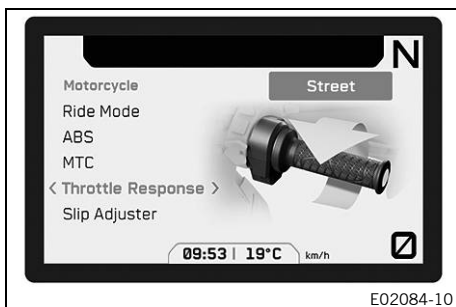 N
Motorcycle Street
Ride Mode
ABS
MTC
< Throttle Response >
Slip Adjuster
09:53 | 19°C km/h
E02084-10